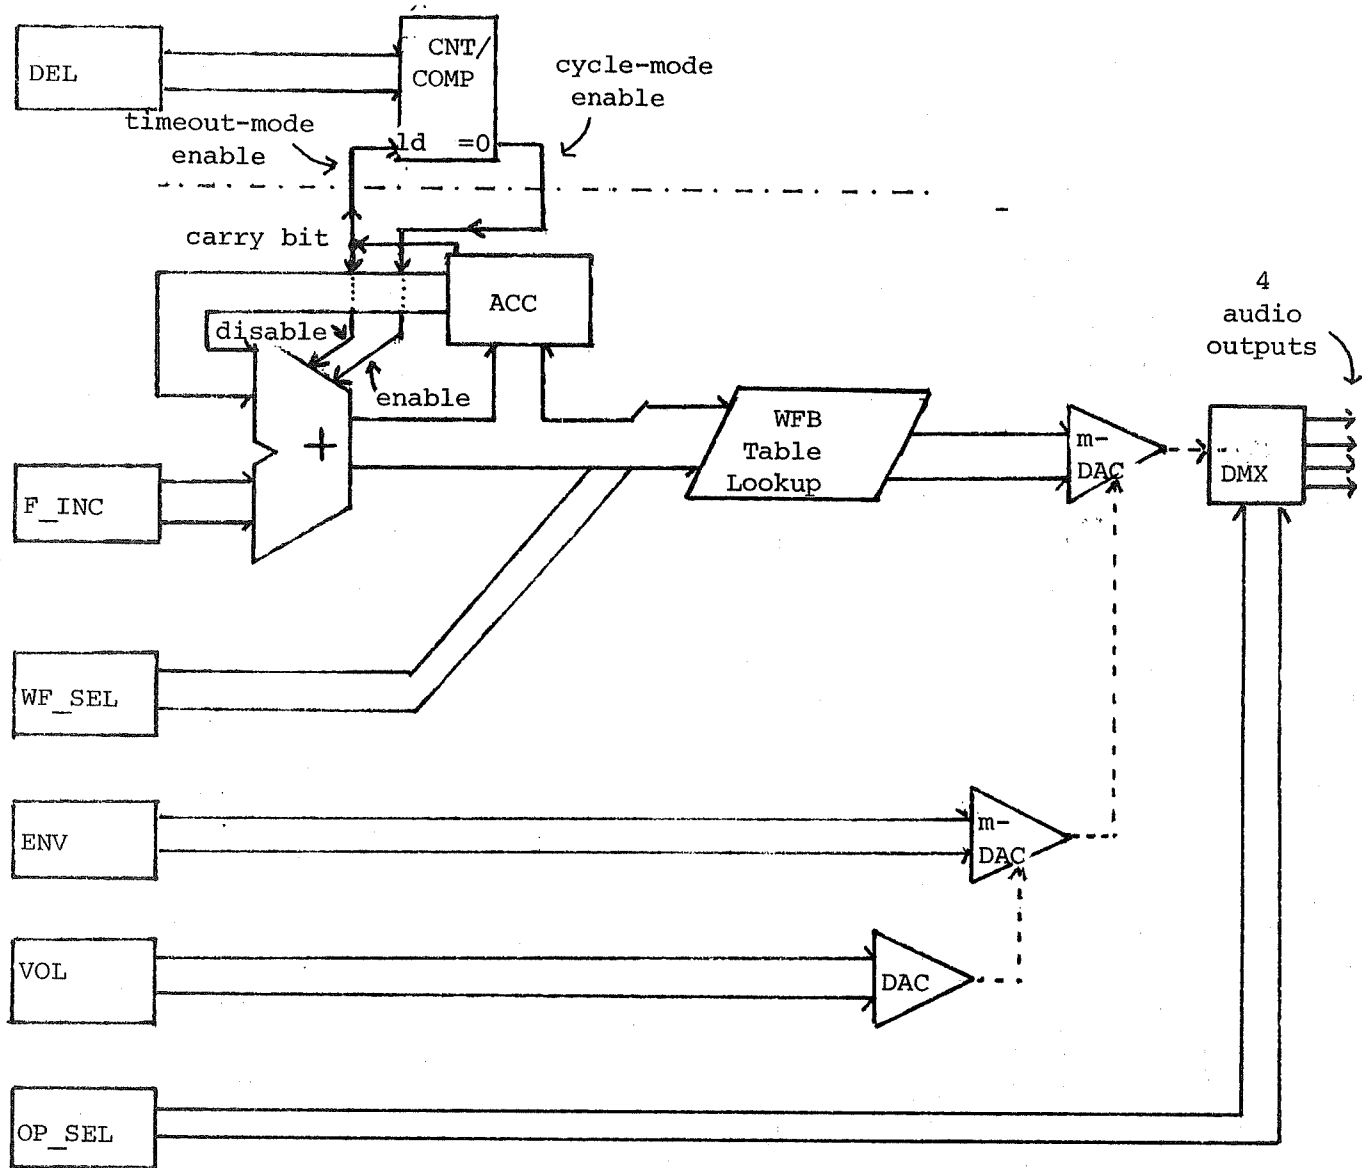 DEL
CNT/
COMP
ld =0
cycle-mode
enable
timeout-mode
enable
carry bit
ACC
disable
enable
+
F_INC
WFB
Table
Lookup
m-
DAC
DMX
4
audio
outputs
WF_SEL
ENV
m-
DAC
VOL
DAC
OP_SEL